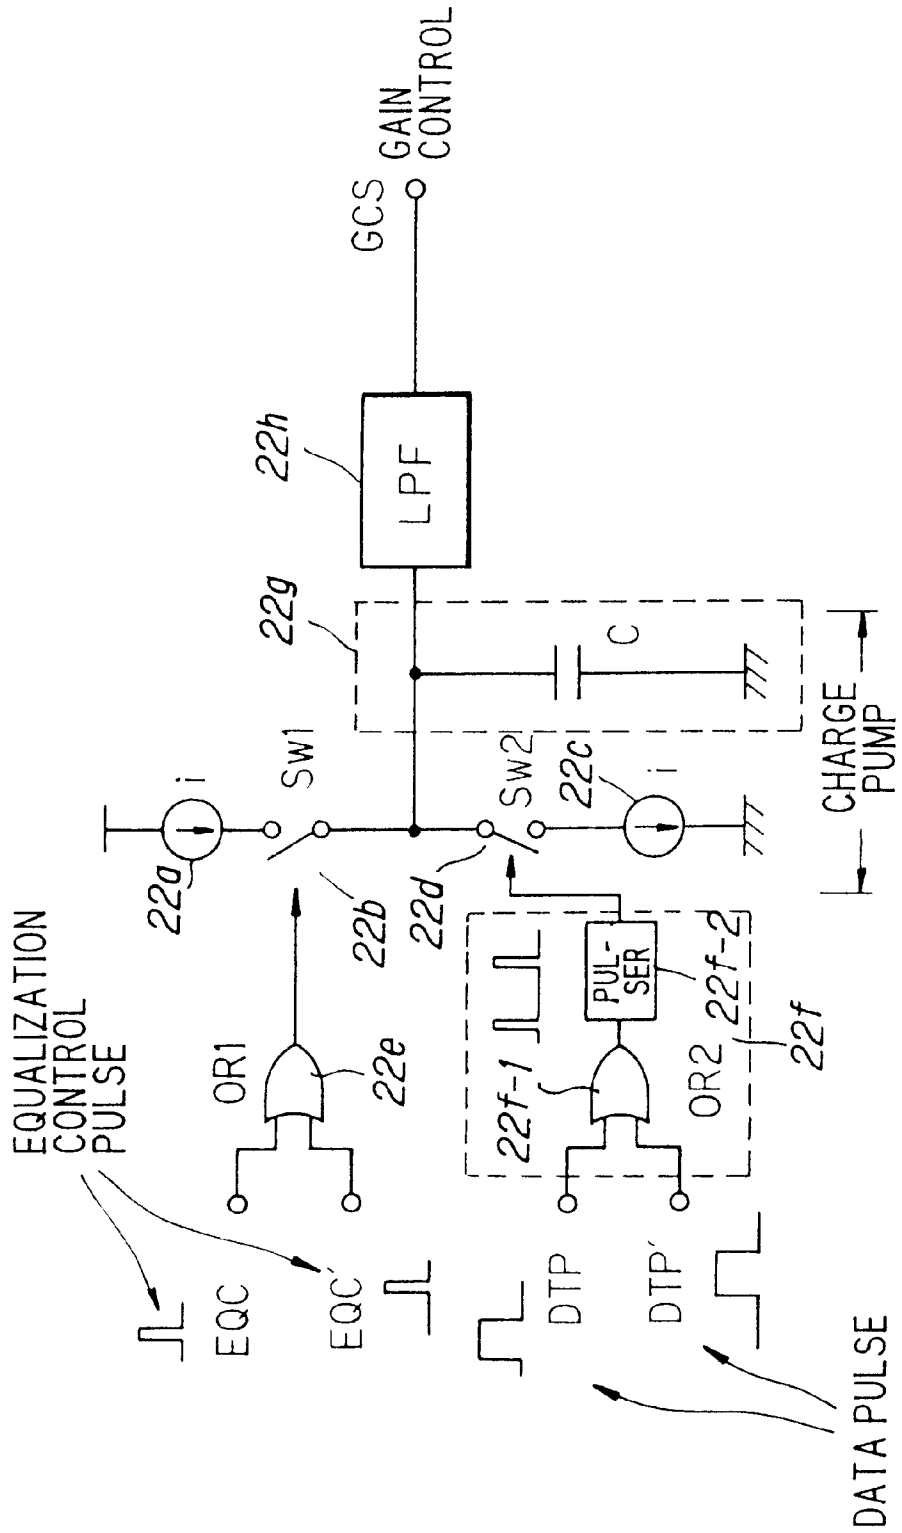 EQUALIZATION
CONTROL
PULSE
EQC
EQC´
OR1
22e
22a
i
SW1
22b
22d
SW2
22c
i
22g
C
22h
LPF
GCS
GAIN
CONTROL
DTP
DTP´
22f-1
PUL-
SER
22f-2
OR2
22f
CHARGE
PUMP
DATA PULSE